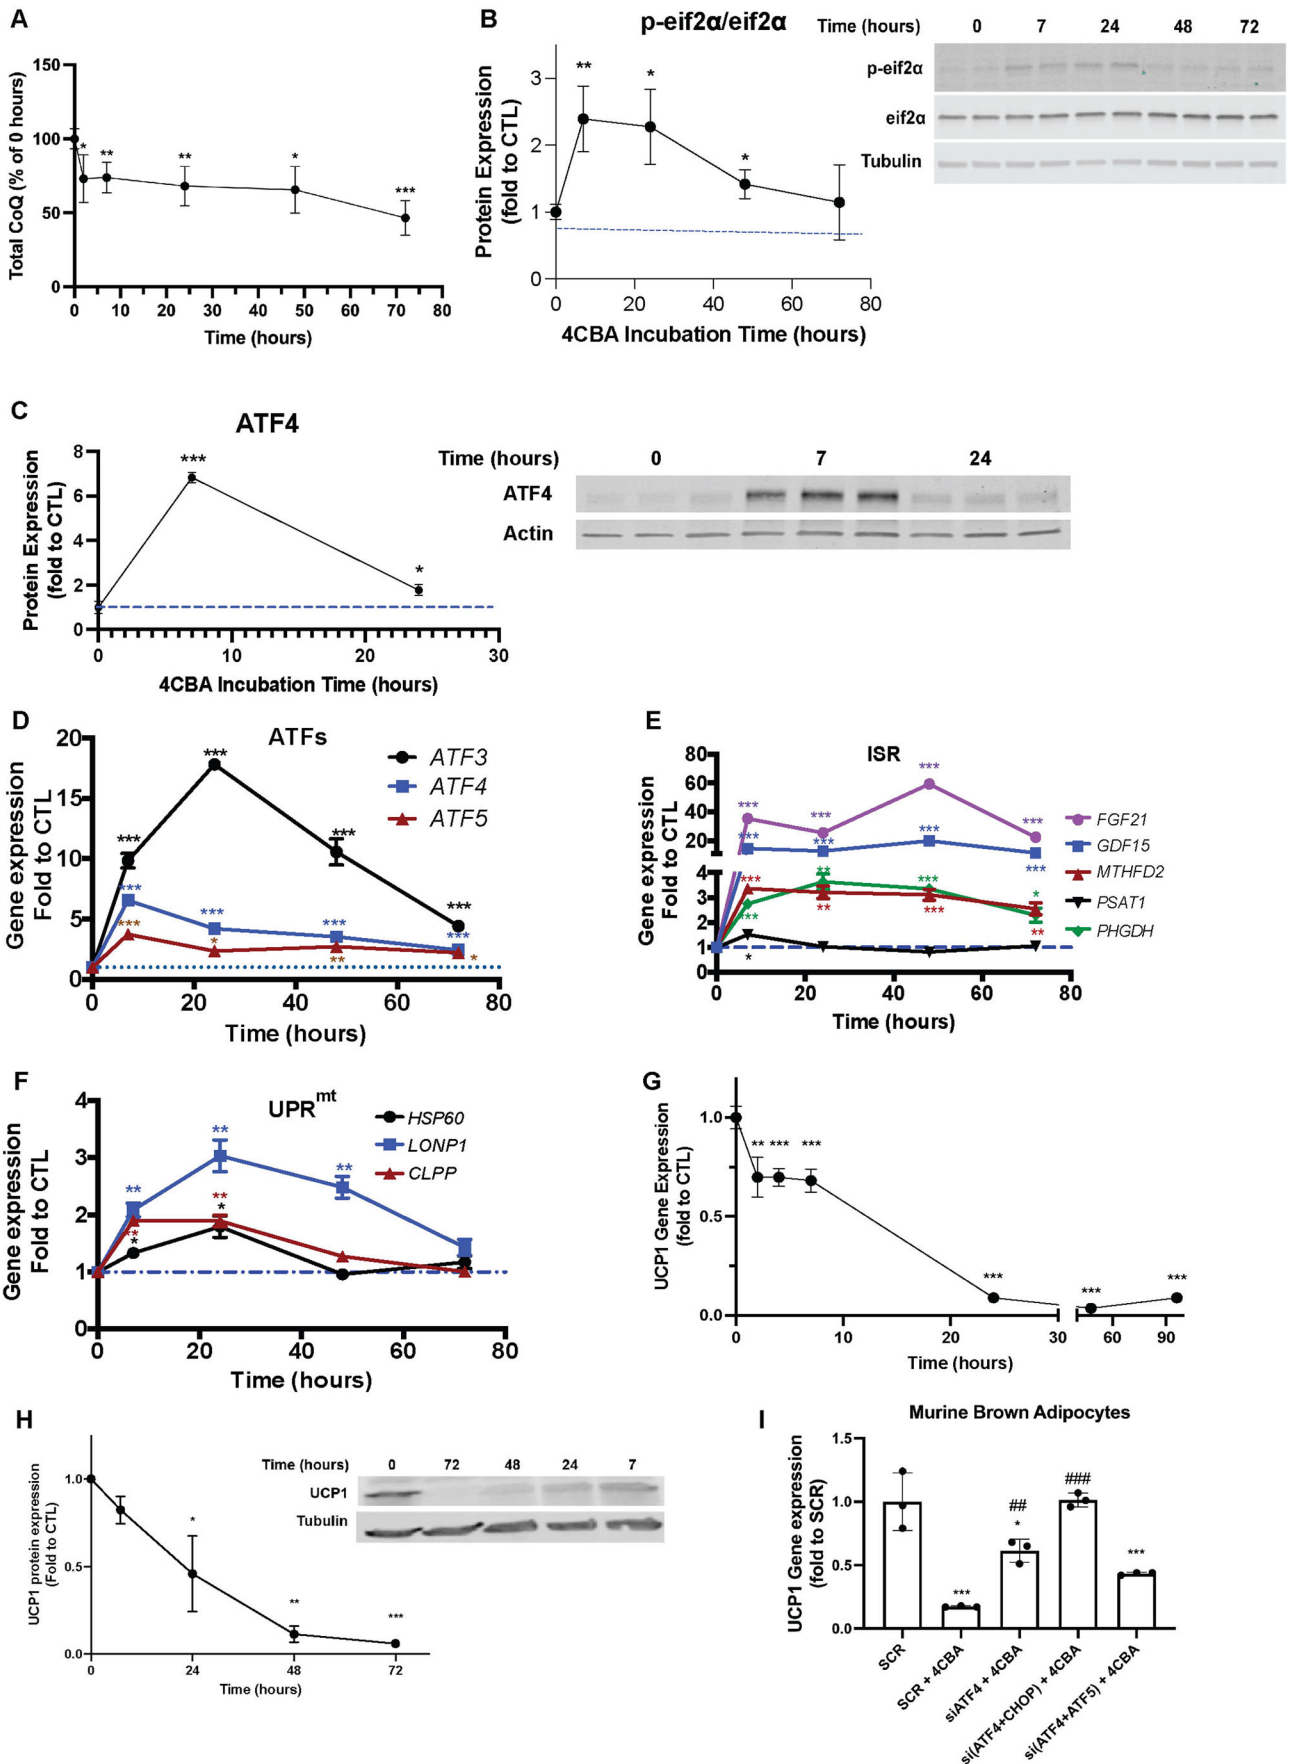 A
Total CoQ (% of 0 hours)
150
100
50
0
* ** ** * ***
0 10 20 30 40 50 60 70 80
Time (hours)
B
p-eif2α/eif2α
Protein Expression
(fold to CTL)
3
2
1
0
** * *
0 20 40 60 80
4CBA Incubation Time (hours)
Time (hours) 0 7 24 48 72
p-eif2α
eif2α
Tubulin
C
ATF4
Protein Expression
(fold to CTL)
8
6
4
2
0
*** *
0 10 20 30
4CBA Incubation Time (hours)
Time (hours) 0 7 24
ATF4
Actin
D
ATFs
Gene expression
Fold to CTL
20
15
10
5
0
*** *** *** ***
*** *** *** ***
*** * ** *
0 20 40 60 80
Time (hours)
ATF3
ATF4
ATF5
E
ISR
Gene expression
Fold to CTL
80
60
40
20
4
3
2
1
0
*** *** *** ***
*** *** *** ***
*** ** *** **
*** ** *** *
*
0 20 40 60 80
Time (hours)
FGF21
GDF15
MTHFD2
PSAT1
PHGDH
F
UPRmt
Gene expression
Fold to CTL
4
3
2
1
0
** ** **
** **
* *
0 20 40 60 80
Time (hours)
HSP60
LONP1
CLPP
G
UCP1 Gene Expression
(fold to CTL)
1.0
0.5
0.0
** *** *** *** *** ***
0 10 20 30 60 90
Time (hours)
H
UCP1 protein expression
(Fold to CTL)
1.0
0.5
0.0
* ** ***
0 24 48 72
Time (hours)
Time (hours) 0 72 48 24 7
UCP1
Tubulin
I
Murine Brown Adipocytes
UCP1 Gene expression
(fold to SCR)
1.5
1.0
0.5
0.0
***
##
*
###
***
SCR
SCR + 4CBA
siATF4 + 4CBA
si(ATF4+CHOP) + 4CBA
si(ATF4+ATF5) + 4CBA